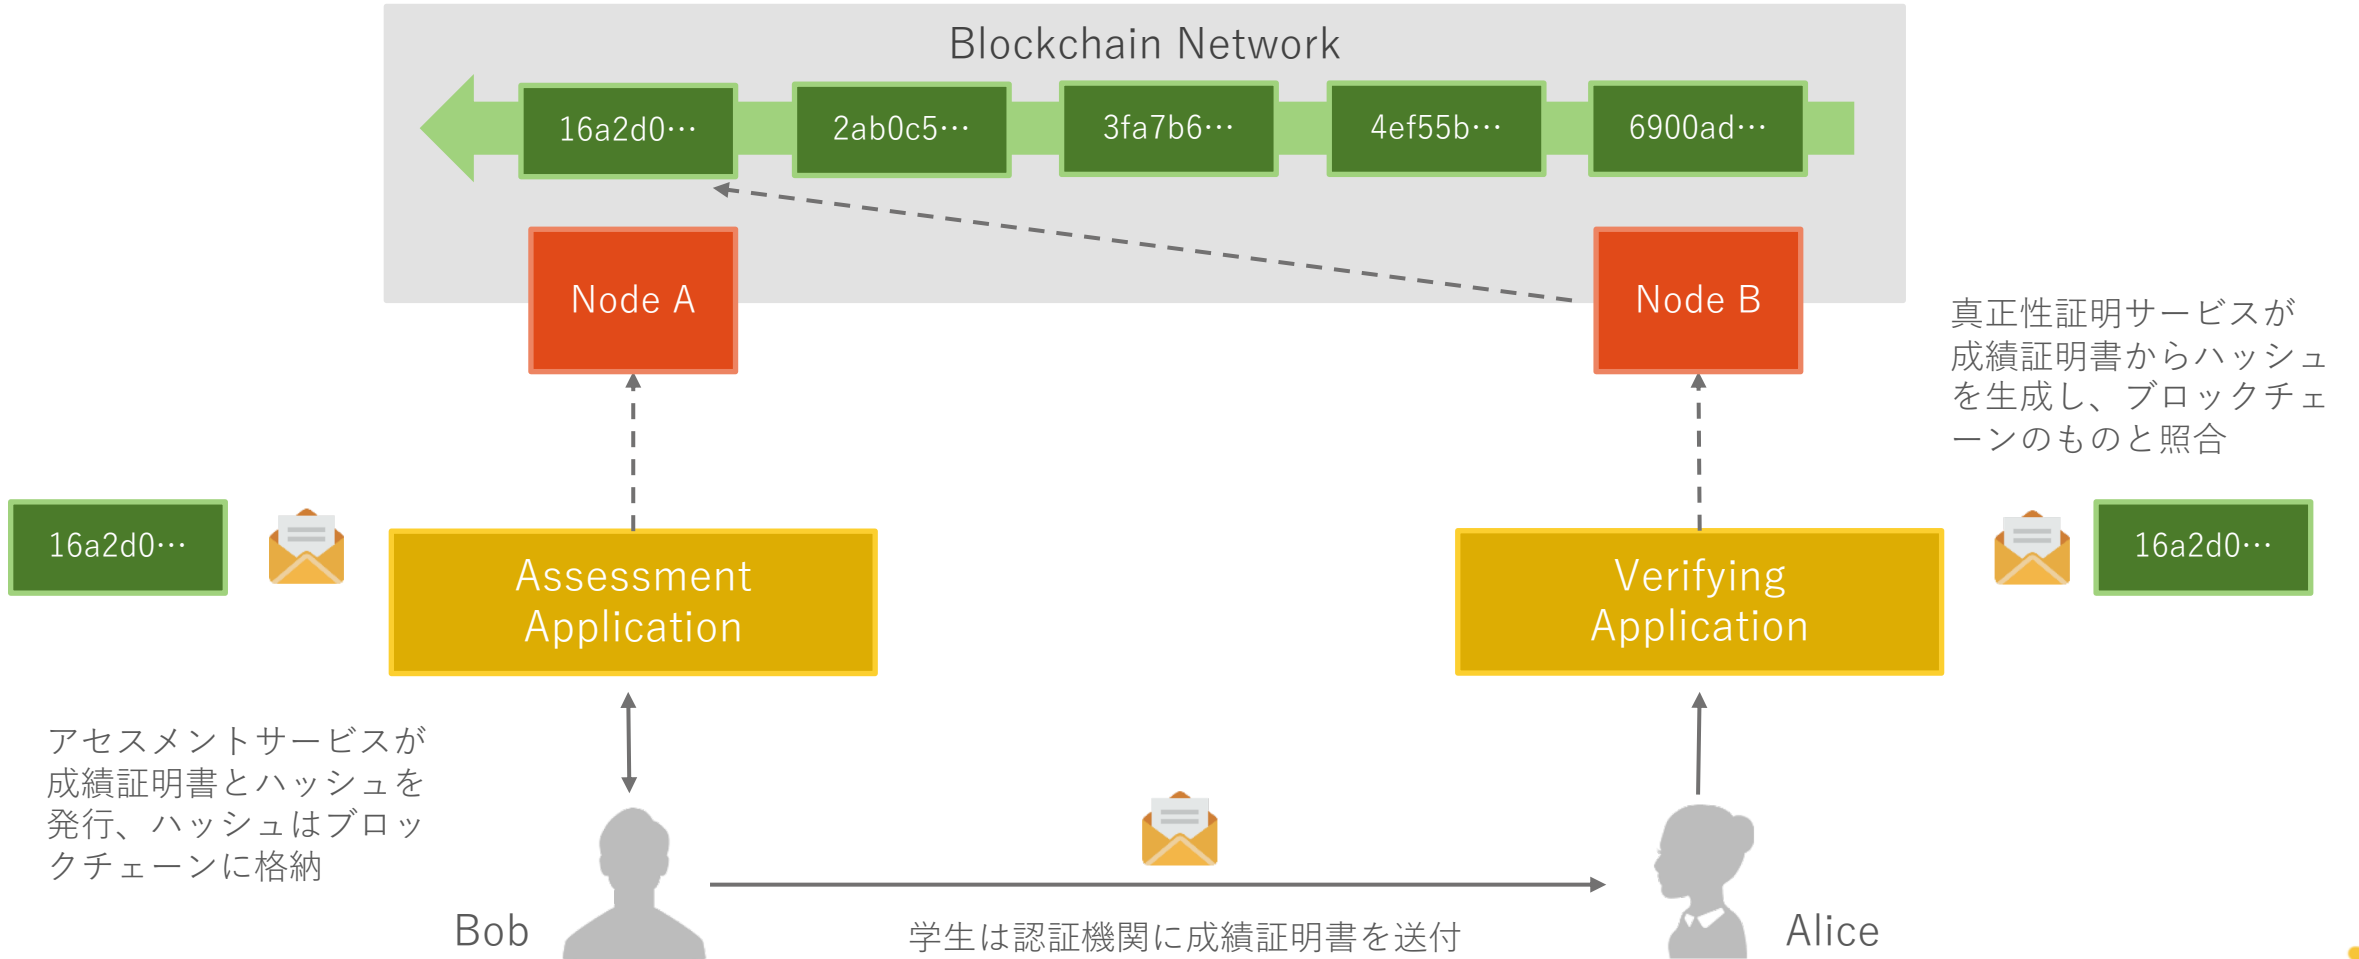 Blockchain Network
16a2d0…
2ab0c5…
3fa7b6…
4ef55b…
6900ad…
Node A
Node B
真正性証明サービスが
成績証明書からハッシュ
を生成し、ブロックチェ
ーンのものと照合
16a2d0…
Assessment
Application
Verifying
Application
16a2d0…
アセスメントサービスが
成績証明書とハッシュを
発行、ハッシュはブロッ
クチェーンに格納
Bob
学生は認証機関に成績証明書を送付
Alice